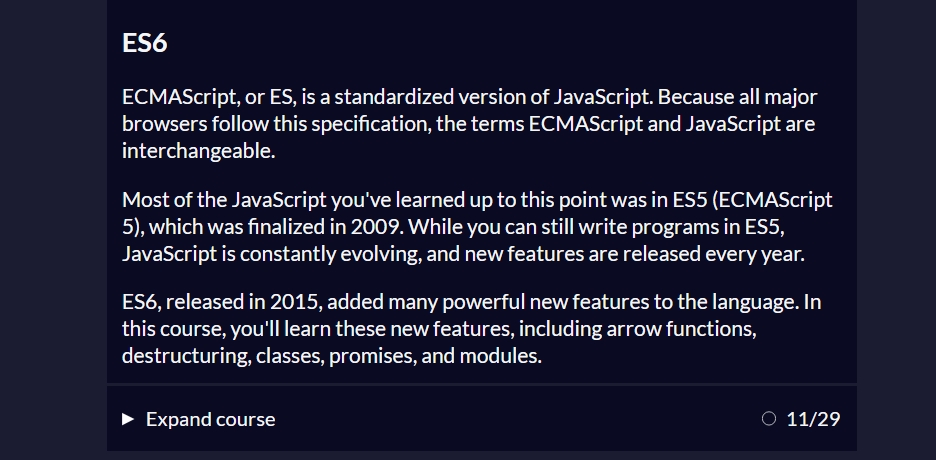 ES6
ECMAScript, or ES, is a standardized version of JavaScript. Because all major
browsers follow this specification, the terms ECMAScript and JavaScript are
interchangeable.
Most of the JavaScript you've learned up to this point was in ES5 (ECMAScript
5), which was finalized in 2009. While you can still write programs in ES5,
JavaScript is constantly evolving, and new features are released every year.
ES6, released in 2015, added many powerful new features to the language. In
this course, you'll learn these new features, including arrow functions,
destructuring, classes, promises, and modules.
Expand course 11/29